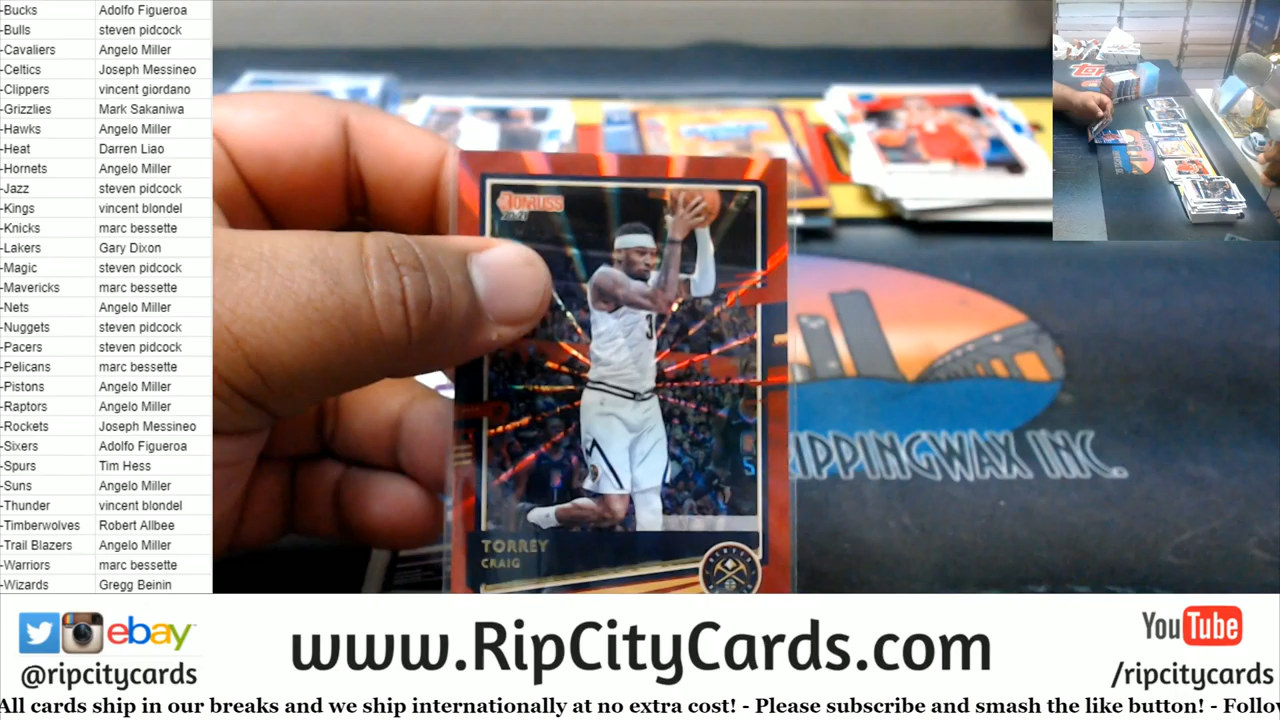 -Bucks Adolfo Figueroa
-Bulls steven pidcock
-Cavaliers Angelo Miller
-Celtics Joseph Messineo
-Clippers vincent giordano
-Grizzlies Mark Sakaniwa
-Hawks Angelo Miller
-Heat Darren Liao
-Hornets Angelo Miller
-Jazz steven pidcock
-Kings vincent blondel
-Knicks marc bessette
-Lakers Gary Dixon
-Magic steven pidcock
-Mavericks marc bessette
-Nets Angelo Miller
-Nuggets steven pidcock
-Pacers steven pidcock
-Pelicans marc bessette
-Pistons Angelo Miller
-Raptors Angelo Miller
-Rockets Joseph Messineo
-Sixers Adolfo Figueroa
-Spurs Tim Hess
-Suns Angelo Miller
-Thunder vincent blondel
-Timberwolves Robert Allbee
-Trail Blazers Angelo Miller
-Warriors marc bessette
-Wizards Gregg Beinin
DONRUSS
3
TORREY
CRAIG
IPPINGWAX INC.
ebay
@ripcitycards
www.RipCityCards.com
YouTube
/ripcitycards
All cards ship in our breaks and we ship internationally at no extra cost! - Please subscribe and smash the like button! - Follo